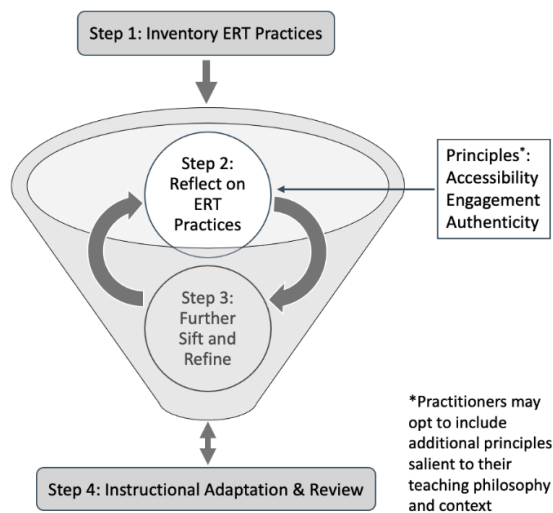 Step 1: Inventory ERT Practices
Step 2:
Reflect on
ERT
Practices
Principles*:
Accessibility
Engagement
Authenticity
Step 3:
Further
Sift and
Refine
*Practitioners may
opt to include
additional principles
salient to their
teaching philosophy
and context
Step 4: Instructional Adaptation & Review